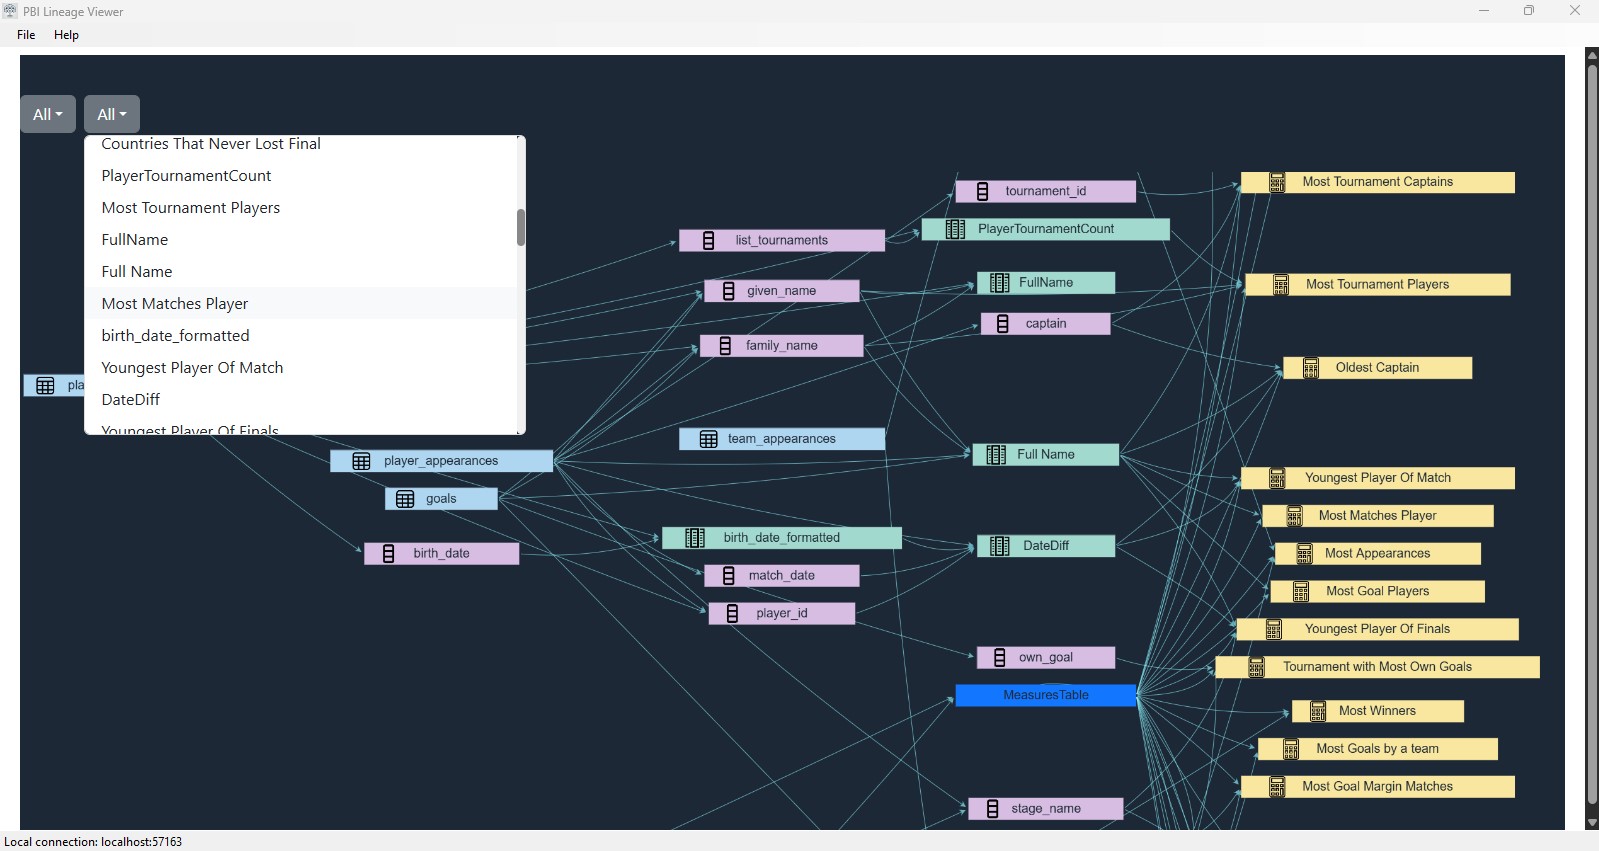 PBI Lineage Viewer
File Help
All All
Countries That Never Lost Final
PlayerTournamentCount
Most Tournament Players
FullName
Full Name
Most Matches Player
birth_date_formatted
Youngest Player Of Match
DateDiff
Youngest Player Of Finals
pla
player_appearances
goals
birth_date
list_tournaments
given_name
family_name
team_appearances
birth_date_formatted
match_date
player_id
tournament_id
PlayerTournamentCount
FullName
captain
Full Name
DateDiff
own_goal
MeasuresTable
stage_name
Most Tournament Captains
Most Tournament Players
Oldest Captain
Youngest Player Of Match
Most Matches Player
Most Appearances
Most Goal Players
Youngest Player Of Finals
Tournament with Most Own Goals
Most Winners
Most Goals by a team
Most Goal Margin Matches
Local connection: localhost:57163